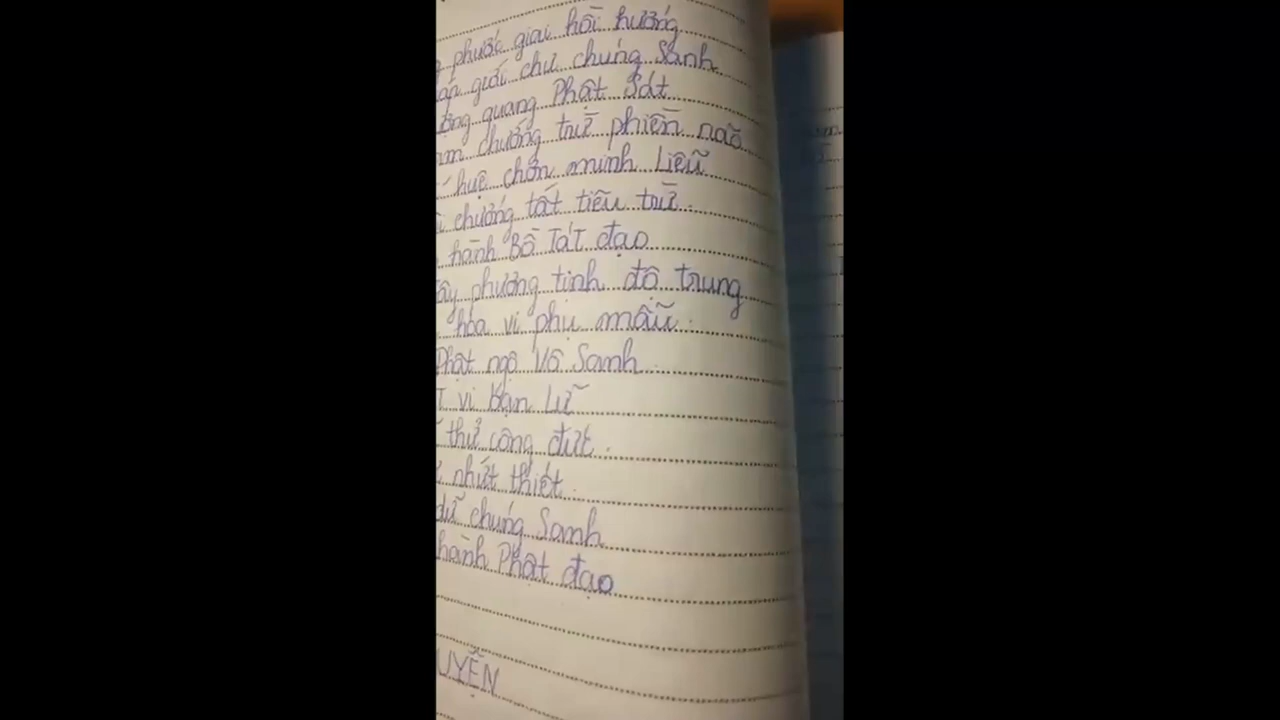 phước giai hồi hướng
giới chư chúng Sanh
quang Phật Sát
chướng trừ phiền não
huệ chơn minh Liễu
chướng tất tiêu trừ.
hành Bồ TáT đạo
phương tịnh độ trung
hoa vi phụ mẫu.
Phật ngộ Vô Sanh
vi Bạn Lữ
thử công đức.
nhứt thiết.
chúng Sanh
Phật đạo